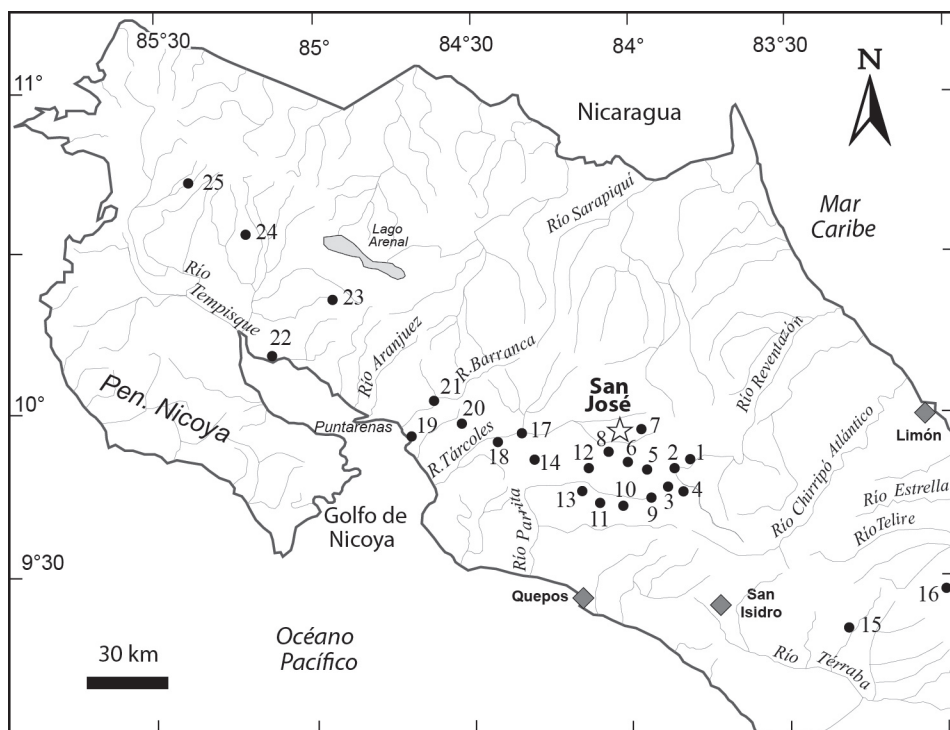 85°30
85°
84°30
84°
83°30
N
11°
Nicaragua
Río Sarapiquí
Mar
Caribe
25
24
Lago
Arenal
Río
Tempisque
23
22
Río Aranjuez
R.Barranca
Río Reventazón
Pen. Nicoya
21
20
San
José
10°
Puntarenas
19
R.Tárcoles
17
18
14
8
7
6
5
2
1
12
Limón
Río Chirripó Atlántico
13
11
10
9
3
4
Río Estrella
Río Telire
Golfo de
Nicoya
Río Parrita
9°30
Quepos
San
Isidro
16
15
Océano
Pacífico
30 km
Río Térraba